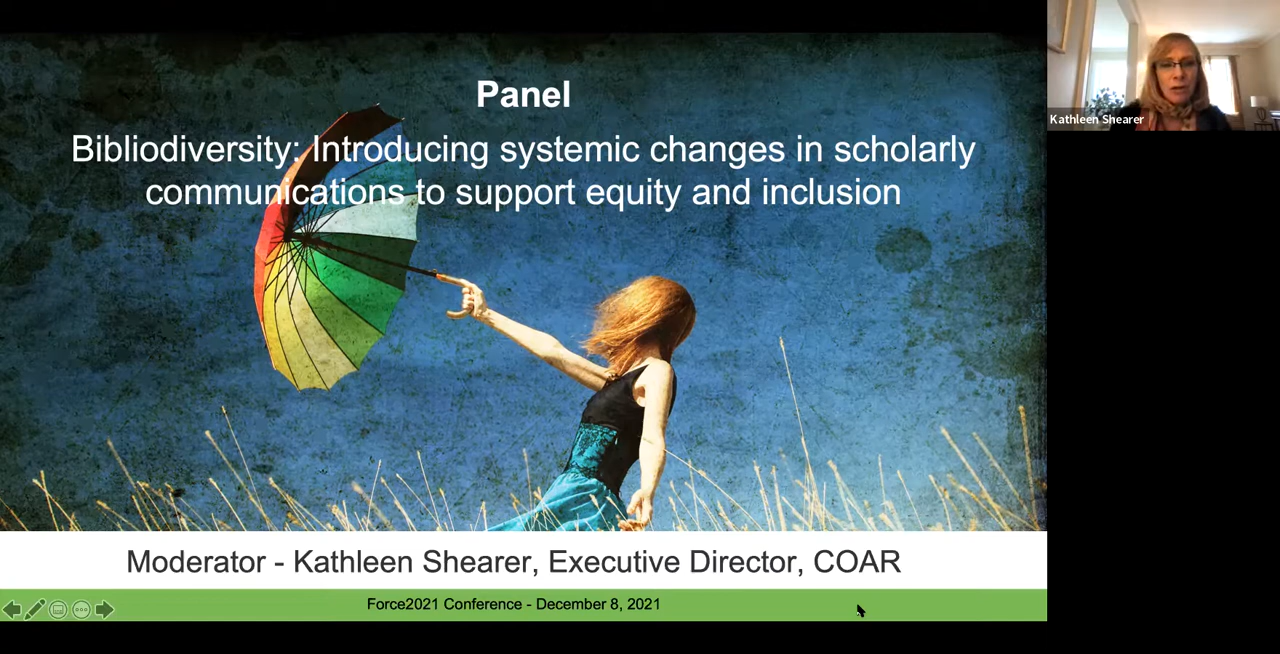 Panel
Bibliodiversity: Introducing systemic changes in scholarly
communications to support equity and inclusion
Kathleen Shearer
Moderator - Kathleen Shearer, Executive Director, COAR
Force2021 Conference - December 8, 2021